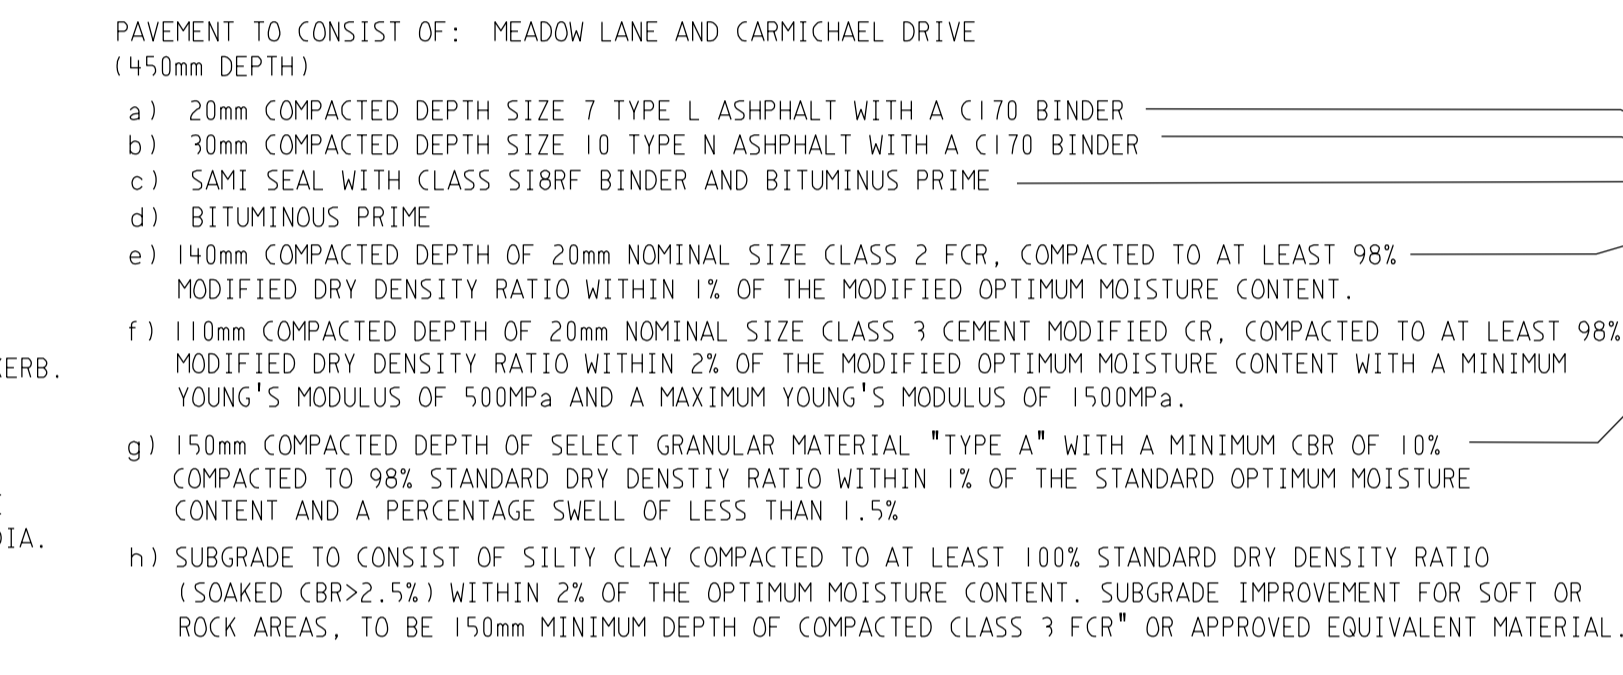 PAVEMENT TO CONSIST OF: MEADOW LANE AND CARMICHAEL DRIVE
(450mm DEPTH)
a) 20mm COMPACTED DEPTH SIZE 7 TYPE L ASHPHALT WITH A C170 BINDER
b) 30mm COMPACTED DEPTH SIZE 10 TYPE N ASHPHALT WITH A C170 BINDER
c) SAMI SEAL WITH CLASS S18RF BINDER AND BITUMINUS PRIME
d) BITUMINOUS PRIME
e) 140mm COMPACTED DEPTH OF 20mm NOMINAL SIZE CLASS 2 FCR, COMPACTED TO AT LEAST 98%
MODIFIED DRY DENSITY RATIO WITHIN 1% OF THE MODIFIED OPTIMUM MOISTURE CONTENT.
f) 110mm COMPACTED DEPTH OF 20mm NOMINAL SIZE CLASS 3 CEMENT MODIFIED CR, COMPACTED TO AT LEAST 98%
MODIFIED DRY DENSITY RATIO WITHIN 2% OF THE MODIFIED OPTIMUM MOISTURE CONTENT WITH A MINIMUM
YOUNG'S MODULUS OF 500MPa AND A MAXIMUM YOUNG'S MODULUS OF 1500MPa.
g) 150mm COMPACTED DEPTH OF SELECT GRANULAR MATERIAL "TYPE A" WITH A MINIMUM CBR OF 10%
COMPACTED TO 98% STANDARD DRY DENSTIY RATIO WITHIN 1% OF THE STANDARD OPTIMUM MOISTURE
CONTENT AND A PERCENTAGE SWELL OF LESS THAN 1.5%
h) SUBGRADE TO CONSIST OF SILTY CLAY COMPACTED TO AT LEAST 100% STANDARD DRY DENSITY RATIO
(SOAKED CBR>2.5%) WITHIN 2% OF THE OPTIMUM MOISTURE CONTENT. SUBGRADE IMPROVEMENT FOR SOFT OR
ROCK AREAS, TO BE 150mm MINIMUM DEPTH OF COMPACTED CLASS 3 FCR" OR APPROVED EQUIVALENT MATERIAL.